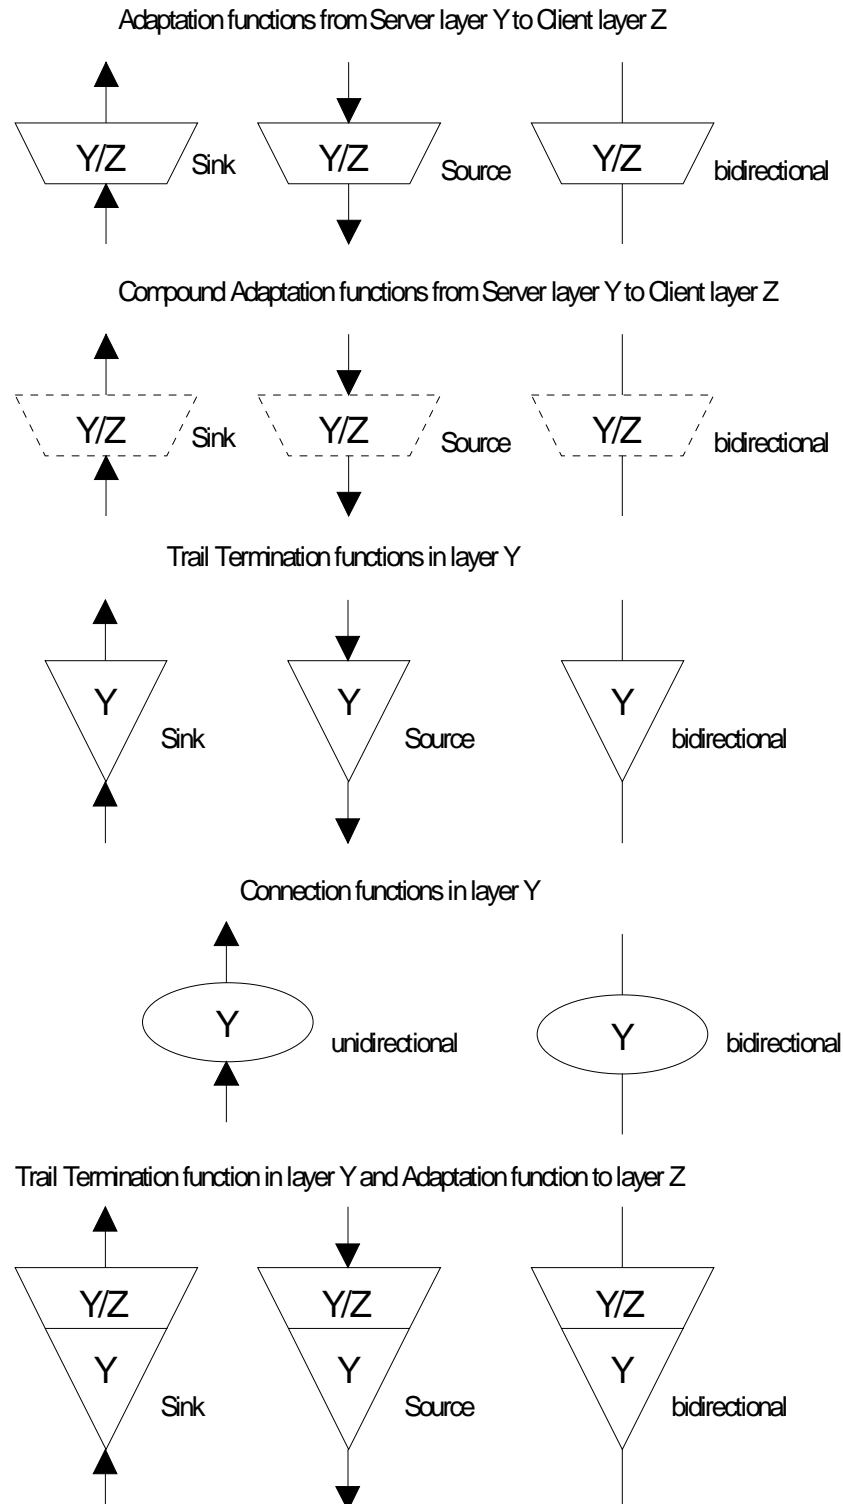 Adaptation functions from Server layer Y to Client layer Z
Y/Z Sink Y/Z Source Y/Z bidirectional
Compound Adaptation functions from Server layer Y to Client layer Z
Y/Z Sink Y/Z Source Y/Z bidirectional
Trail Termination functions in layer Y
Y Y Y
Sink Source bidirectional
Connection functions in layer Y
Y unidirectional Y bidirectional
Trail Termination function in layer Y and Adaptation function to layer Z
Y/Z Y/Z Y/Z
Y Y Y
Sink Source bidirectional